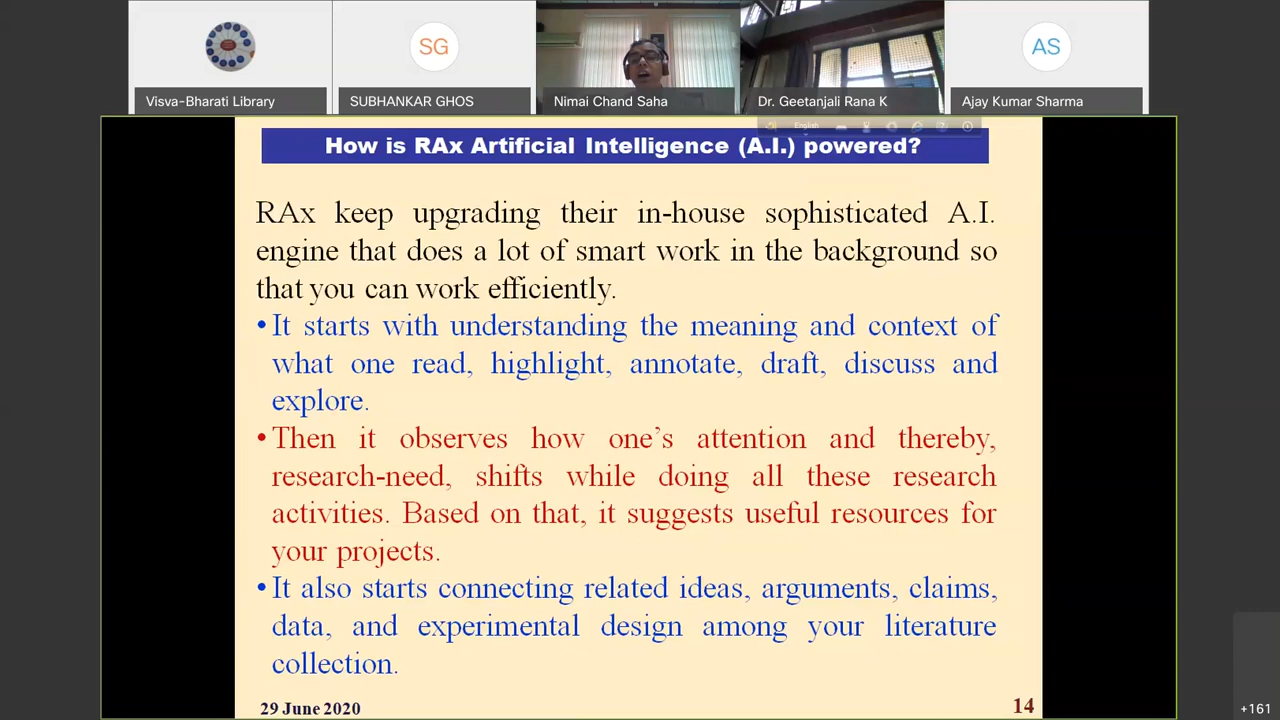 SG
AS
Visva-Bharati Library
SUBHANKAR GHOS
Nimai Chand Saha
Dr. Geetanjali Rana K
Ajay Kumar Sharma
English
How is RAx Artificial Intelligence (A.I.) powered?
RAx keep upgrading their in-house sophisticated A.I.
engine that does a lot of smart work in the background so
that you can work efficiently.
•It starts with understanding the meaning and context of
what one read, highlight, annotate, draft, discuss and
explore.
•Then it observes how one’s attention and thereby,
research-need, shifts while doing all these research
activities. Based on that, it suggests useful resources for
your projects.
•It also starts connecting related ideas, arguments, claims,
data, and experimental design among your literature
collection.
29 June 2020
14
+161